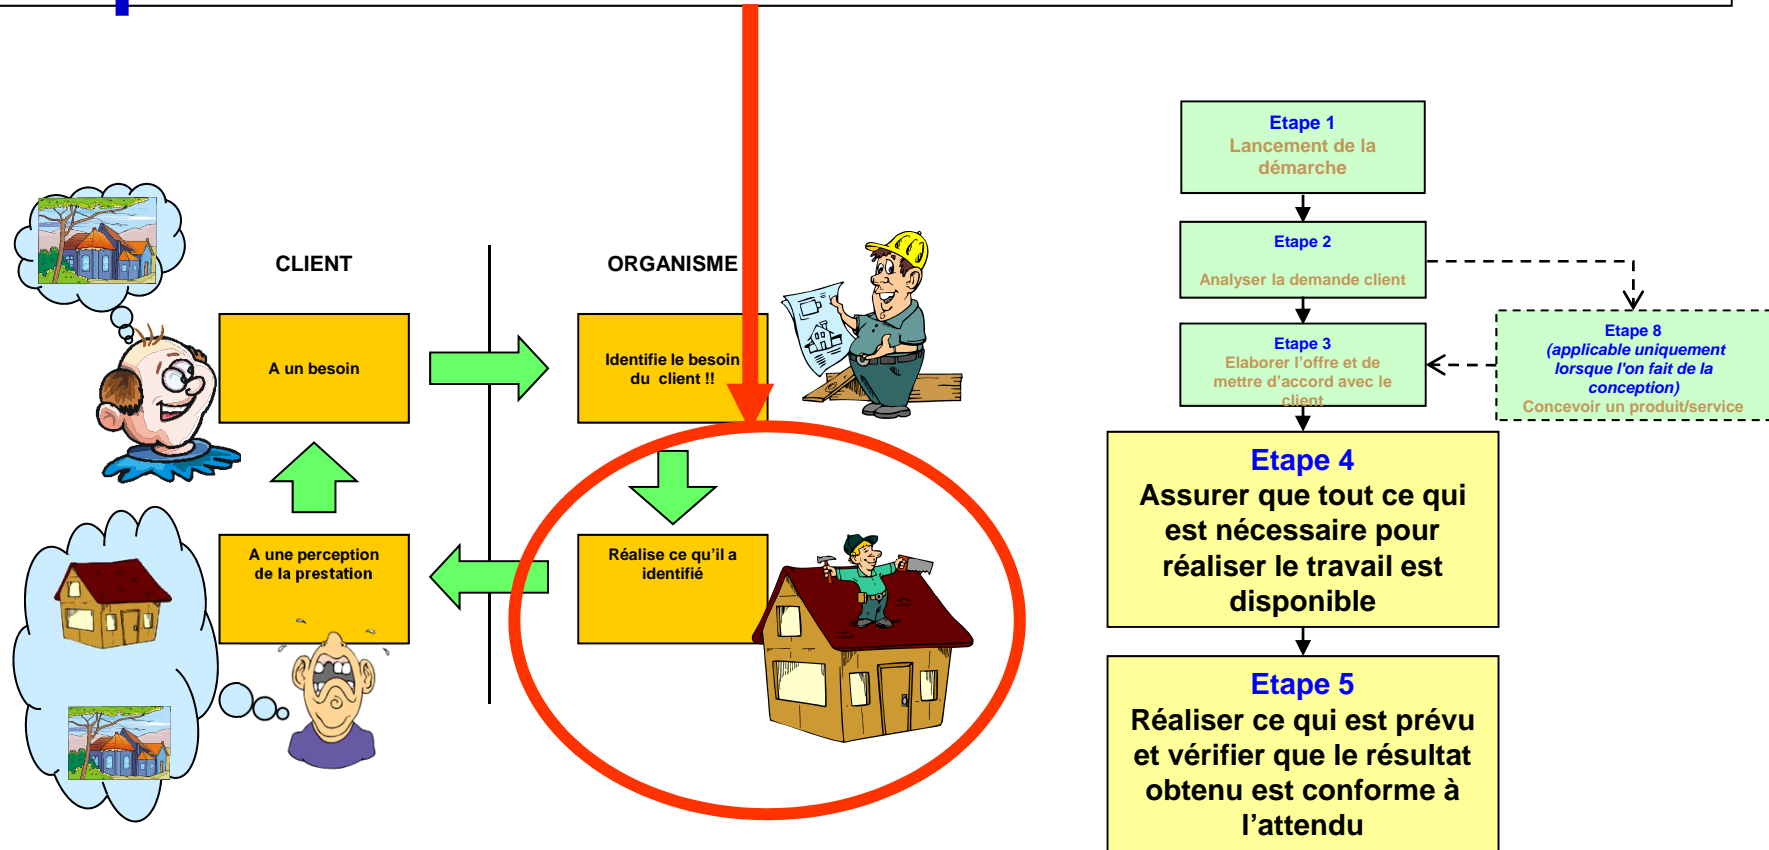 CLIENT
ORGANISME
A un besoin
Identifie le besoin
du client !!
A une perception
de la prestation
Réalise ce qu'il a
identifié
Etape 1
Lancement de la
démarche
Etape 2
Analyser la demande client
Etape 3
Elaborer l'offre et de
mettre d'accord avec le
client
Etape 8
(applicable uniquement
lorsque l'on fait de la
conception)
Concevoir un produit/service
Etape 4
Assurer que tout ce qui
est nécessaire pour
réaliser le travail est
disponible
Etape 5
Réaliser ce qui est prévu
et vérifier que le résultat
obtenu est conforme à
l'attendu